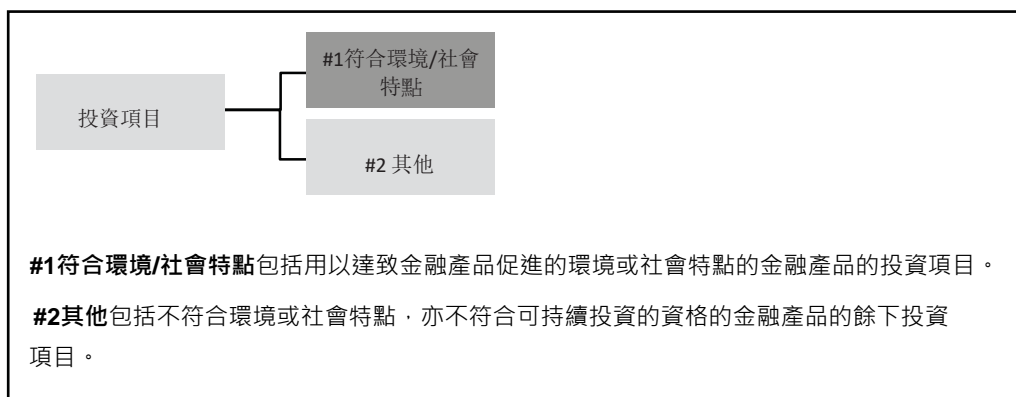 #1符合環境/社會
特點
投資項目
#2 其他
#1符合環境/社會特點包括用以達致金融產品促進的環境或社會特點的金融產品的投資項目。
#2其他包括不符合環境或社會特點，亦不符合可持續投資的資格的金融產品的餘下投資
項目。